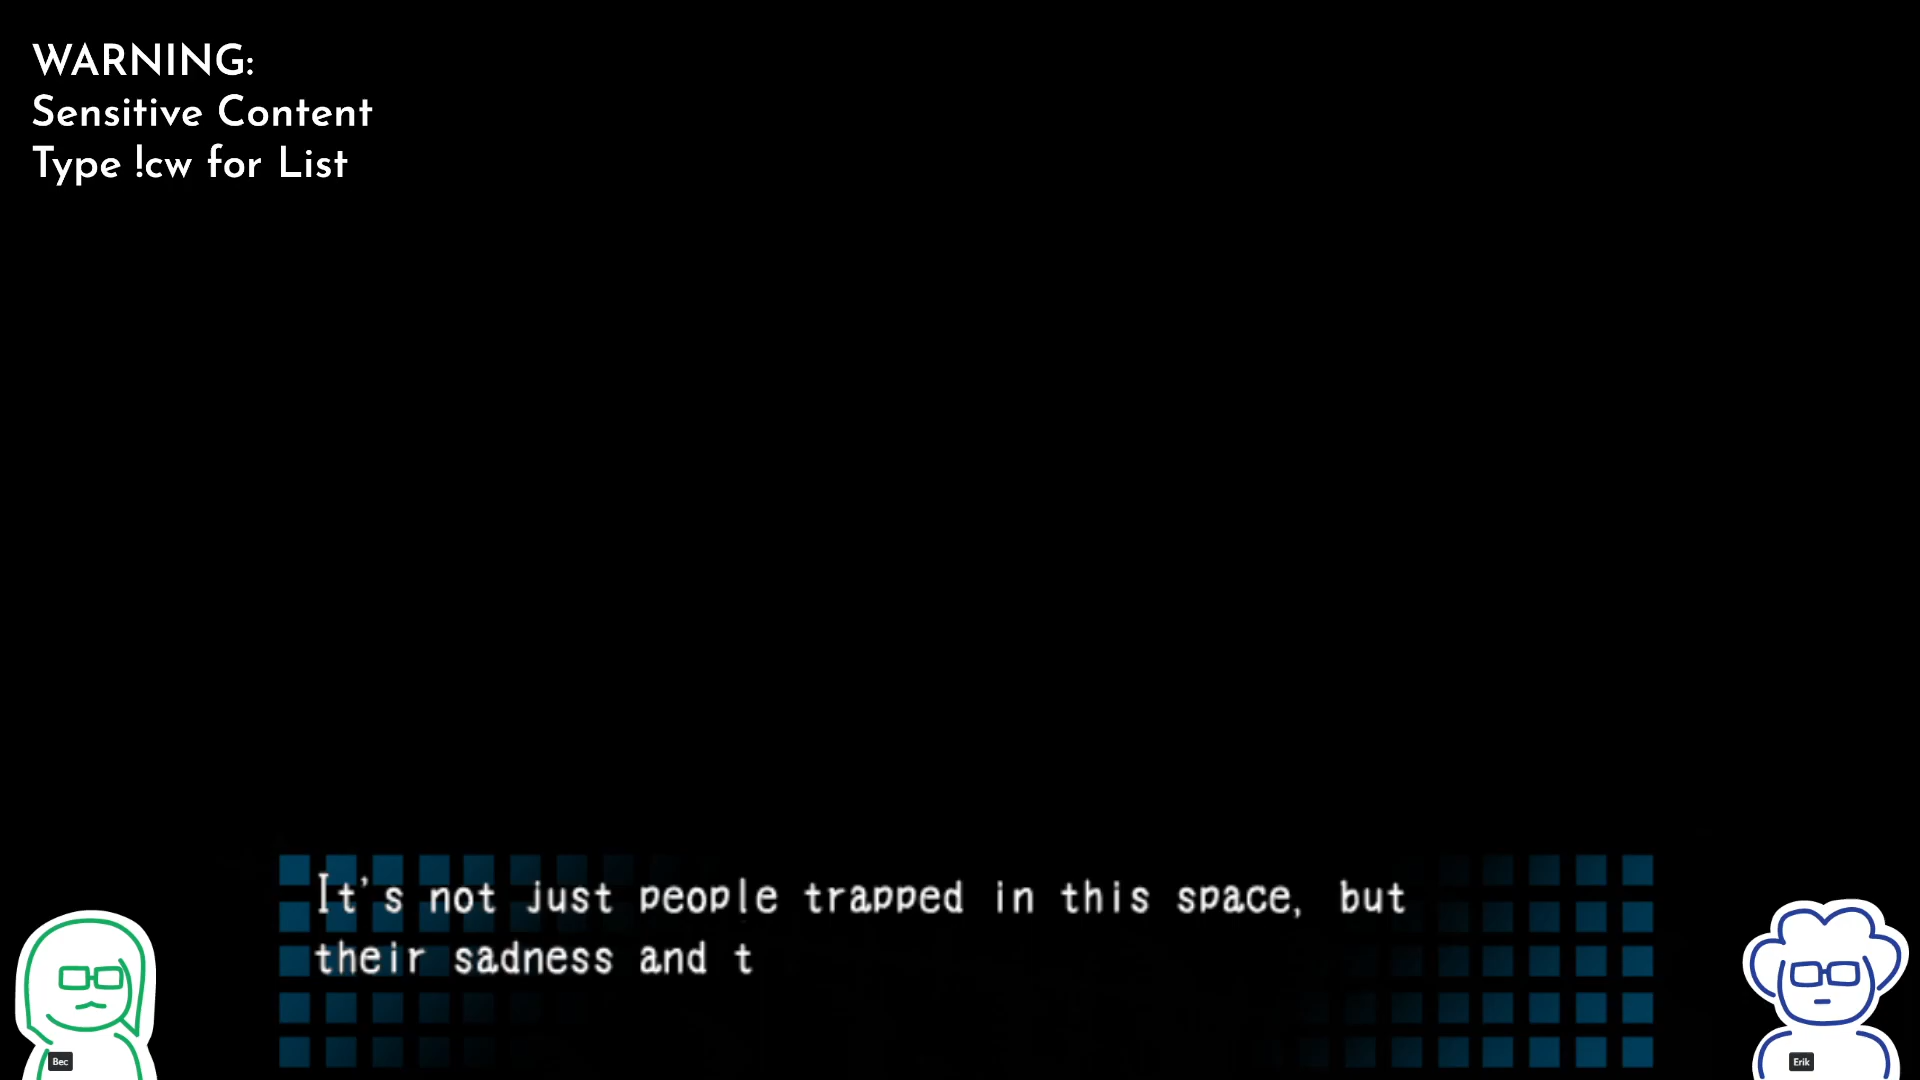 WARNING:
Sensitive Content
Type !cw for List
It's not just people trapped in this space, but
their sadness and t
Bec
Erik